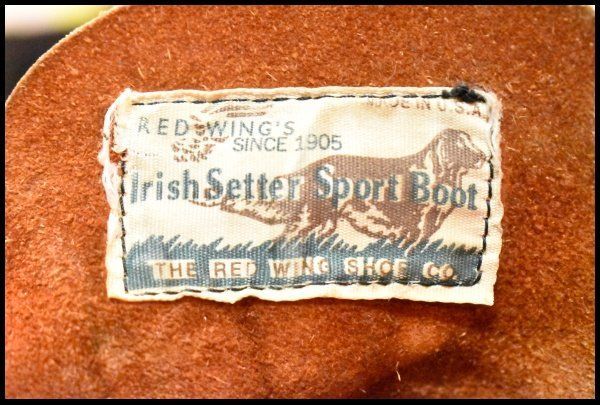 MADE IN U.S.A.
RED WING'S
SINCE 1905
Irish Setter Sport Boot
THE RED WING SHOE CO.